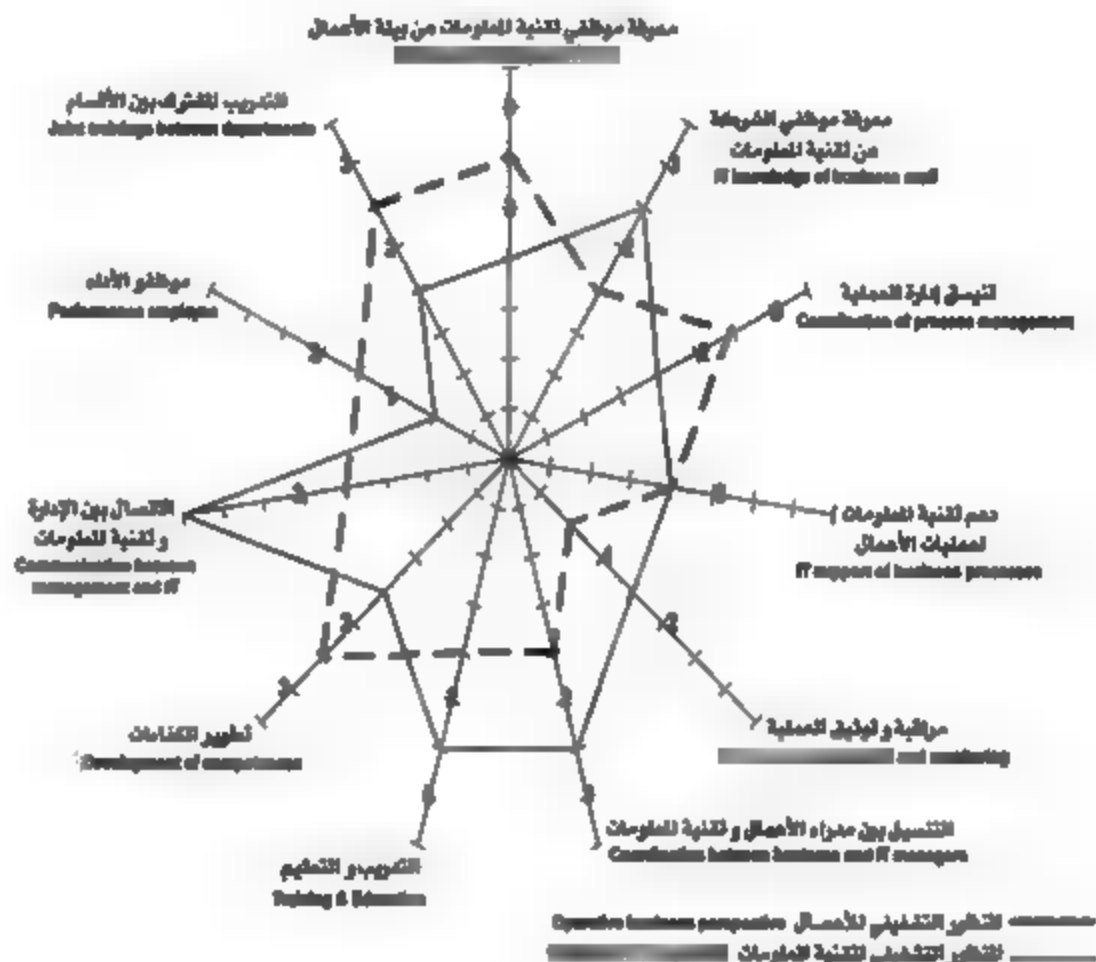 معرفة موظفي تقنية المعلومات عن بيئة الأعمال
التدريب المشترك بين الأقسام
Joint trainings between departments
معرفة موظفي الشركة
عن تقنية المعلومات
IT knowledge of business staff
موظفو الأداء
Performance employee
تنسيق إدارة العملية
Coordination of process management
الاتصال بين الإدارة
و تقنية المعلومات
Communication between
management and IT
دعم تقنية المعلومات
لعمليات الأعمال
IT support of business processes
تطوير الكفاءات
Development of competences
مراقبة و توثيق العملية
and monitoring
التدريب و التعليم
Training & Education
التنسيق بين مدراء الأعمال و تقنية المعلومات
Coordination between business and IT managers
المنظور التشغيلي للأعمال Operative business perspective
المنظور التشغيلي لتقنية المعلومات